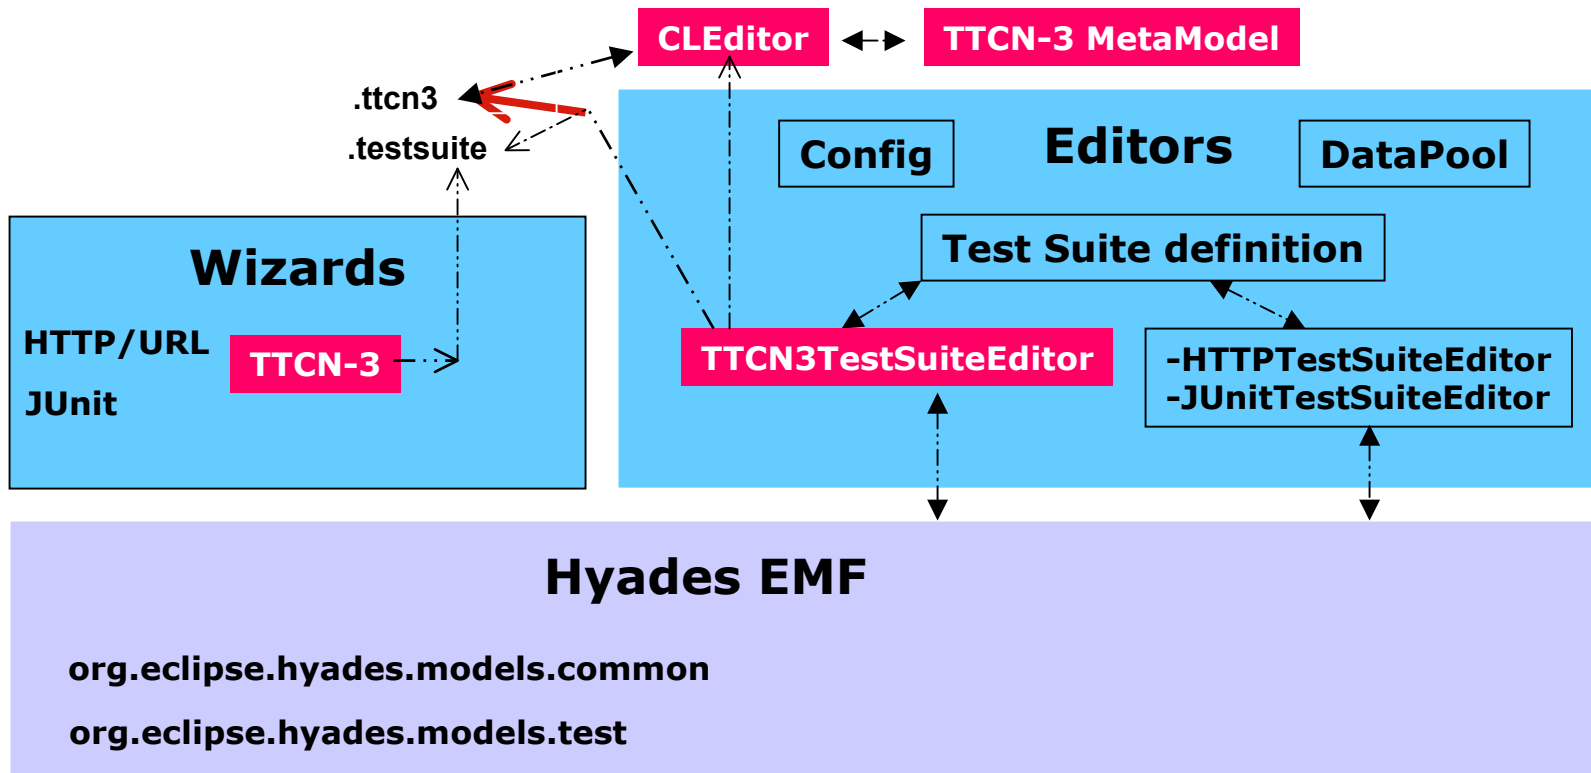 CLEditor
TTCN-3 MetaModel
.ttcn3
.testsuite
Editors
Config
DataPool
Test Suite definition
TTCN3TestSuiteEditor
-HTTPTestSuiteEditor
-JUnitTestSuiteEditor
Wizards
HTTP/URL
TTCN-3
JUnit
Hyades EMF
org.eclipse.hyades.models.common
org.eclipse.hyades.models.test